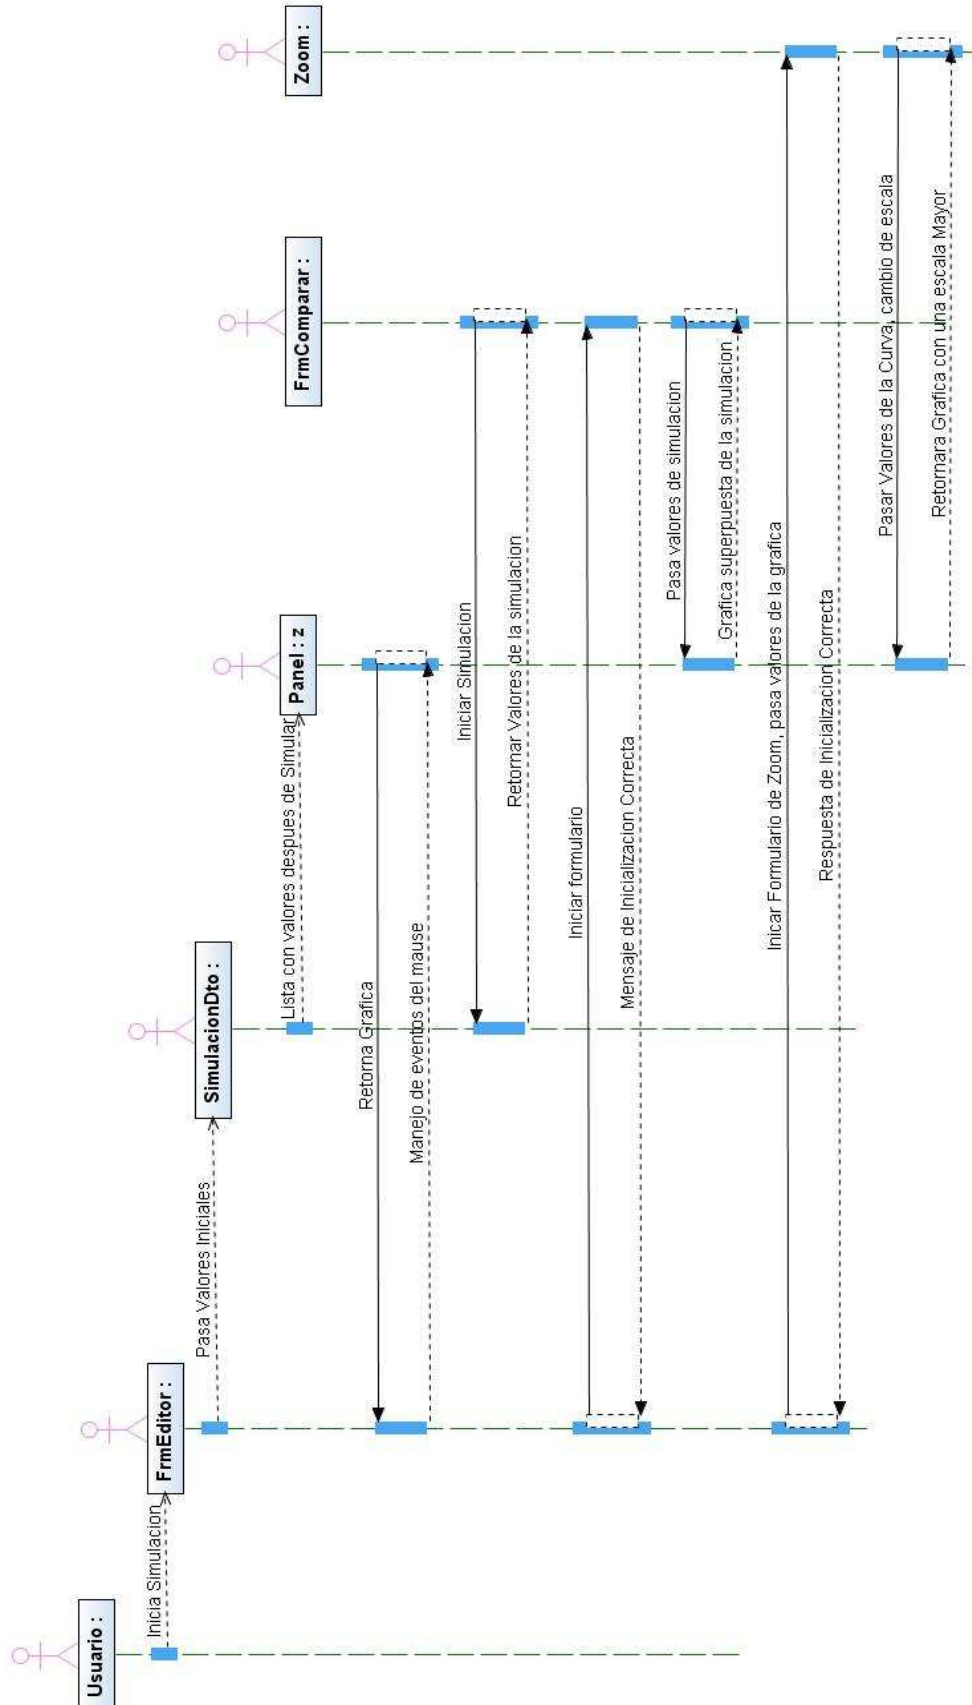 Usuario :
FrmEditor :
SimulacionDto :
Panel : z
FrmComparar :
Zoom :
Inicia Simulacion
Pasa Valores Iniciales
Lista con valores despues de Simular
Retorna Grafica
Manejo de eventos del mause
Iniciar Simulacion
Retornar Valores de la simulacion
Iniciar formulario
Mensaje de Inicializacion Correcta
Pasa valores de simulacion
Grafica superpuesta de la simulacion
Inicar Formulario de Zoom, pasa valores de la grafica
Respuesta de Inicializacion Correcta
Pasar Valores de la Curva, cambio de escala
Retornara Grafica con una escala Mayor